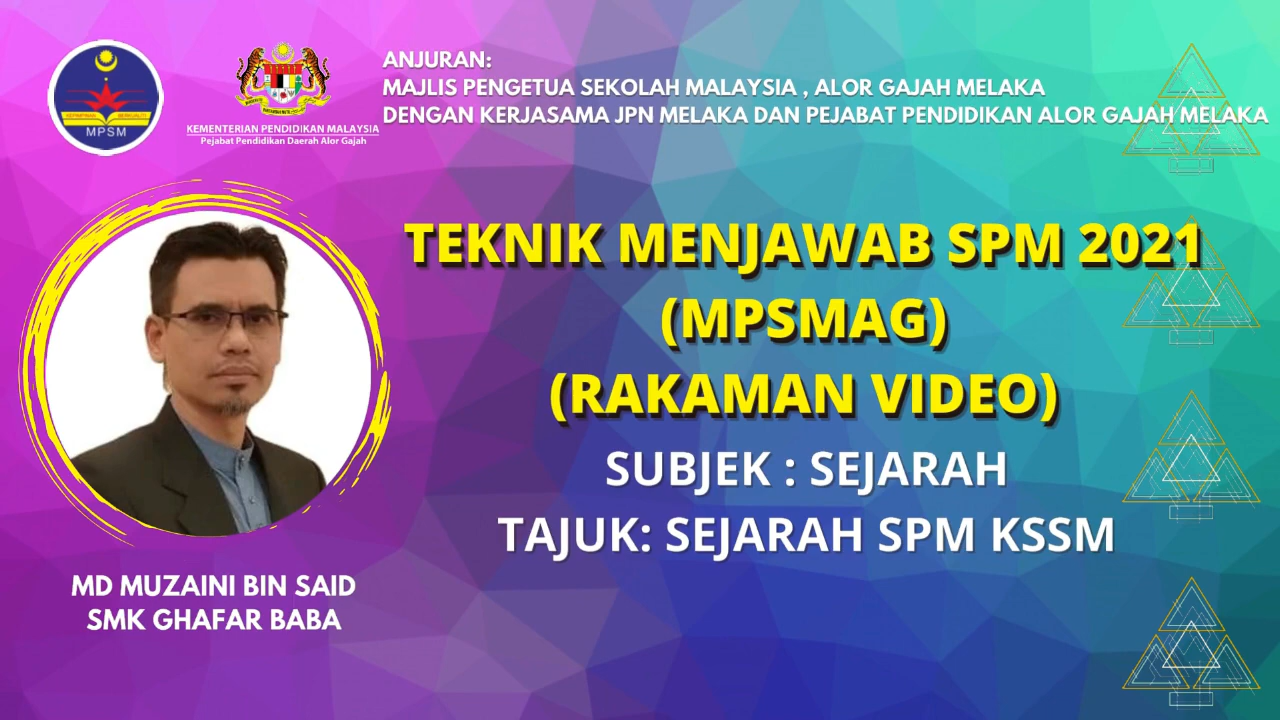 ANJURAN:
MAJLIS PENGETUA SEKOLAH MALAYSIA , ALOR GAJAH MELAKA
DENGAN KERJASAMA JPN MELAKA DAN PEJABAT PENDIDIKAN ALOR GAJAH MELAKA
KEPIMPINAN BERKUALITI
MPSM
KEMENTERIAN PENDIDIKAN MALAYSIA
Pejabat Pendidikan Daerah Alor Gajah
TEKNIK MENJAWAB SPM 2021
(MPSMAG)
(RAKAMAN VIDEO)
SUBJEK : SEJARAH
TAJUK: SEJARAH SPM KSSM
MD MUZAINI BIN SAID
SMK GHAFAR BABA